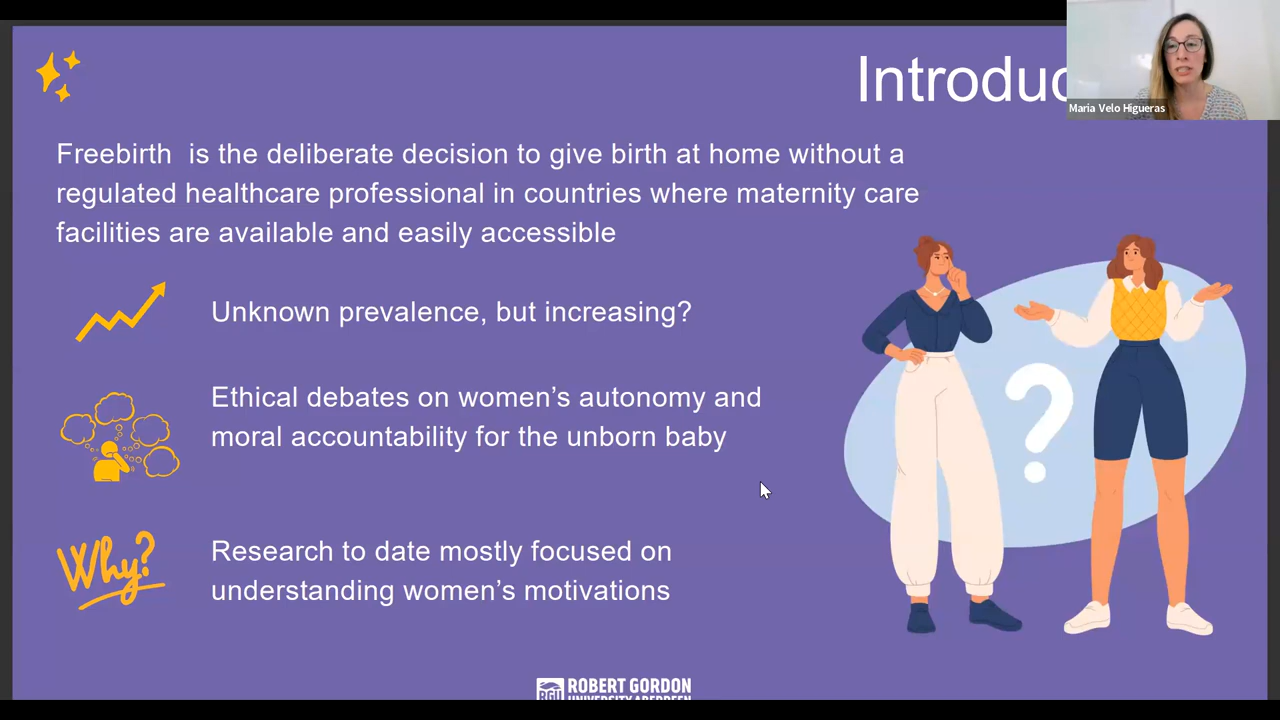 Introduc
Maria Velo Higueras
Freebirth  is the deliberate decision to give birth at home without a
regulated healthcare professional in countries where maternity care
facilities are available and easily accessible
Unknown prevalence, but increasing?
Ethical debates on women’s autonomy and
moral accountability for the unborn baby
?
Why?
Research to date mostly focused on
understanding women’s motivations
RGU
ROBERT GORDON
UNIVERSITY ABERDEEN